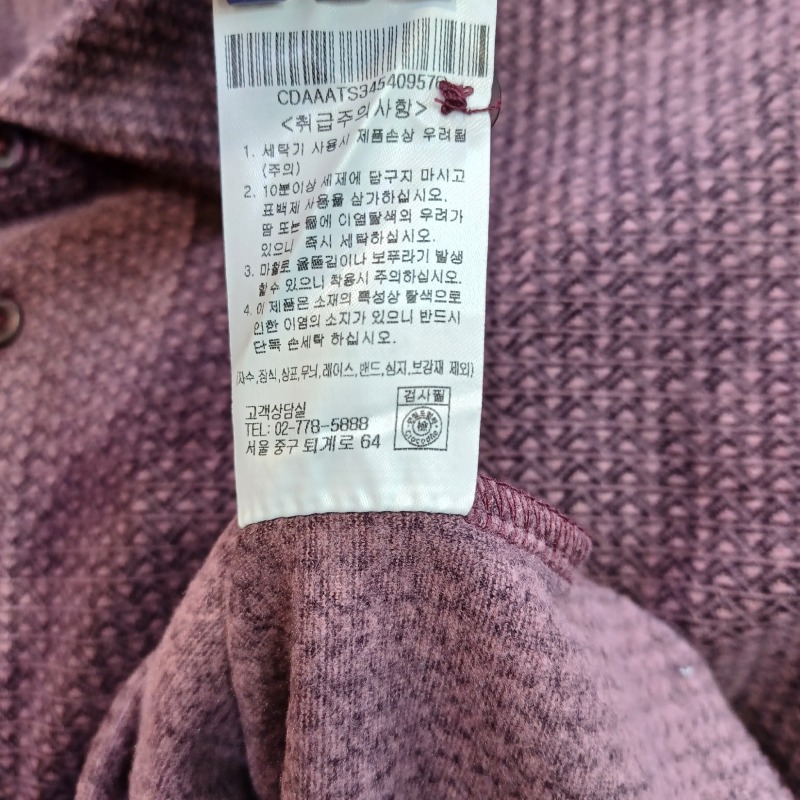 CDAAATS345409578
<취급주의사항>
1. 세탁기 사용시 제품손상 우려됨
(주의)
2. 10분이상 세제에 담구지 마시고
표백제 사용을 삼가하십시오.
땀 또는 물에 이염탈색의 우려가
있으니 즉시 세탁하십시오.
3. 마찰로 올뜯김이나 보푸라기 발생
할수 있으니 착용시 주의하십시오.
4. 이 제품은 소재의 특성상 탈색으로
인한 이염의 소지가 있으니 반드시
단독 손세탁 하십시오.
(자수,장식,상표,무늬,레이스,밴드,심지,보강재 제외)
고객상담실
TEL: 02-778-5888
서울 중구 퇴계로 64
검사필
Crocodile